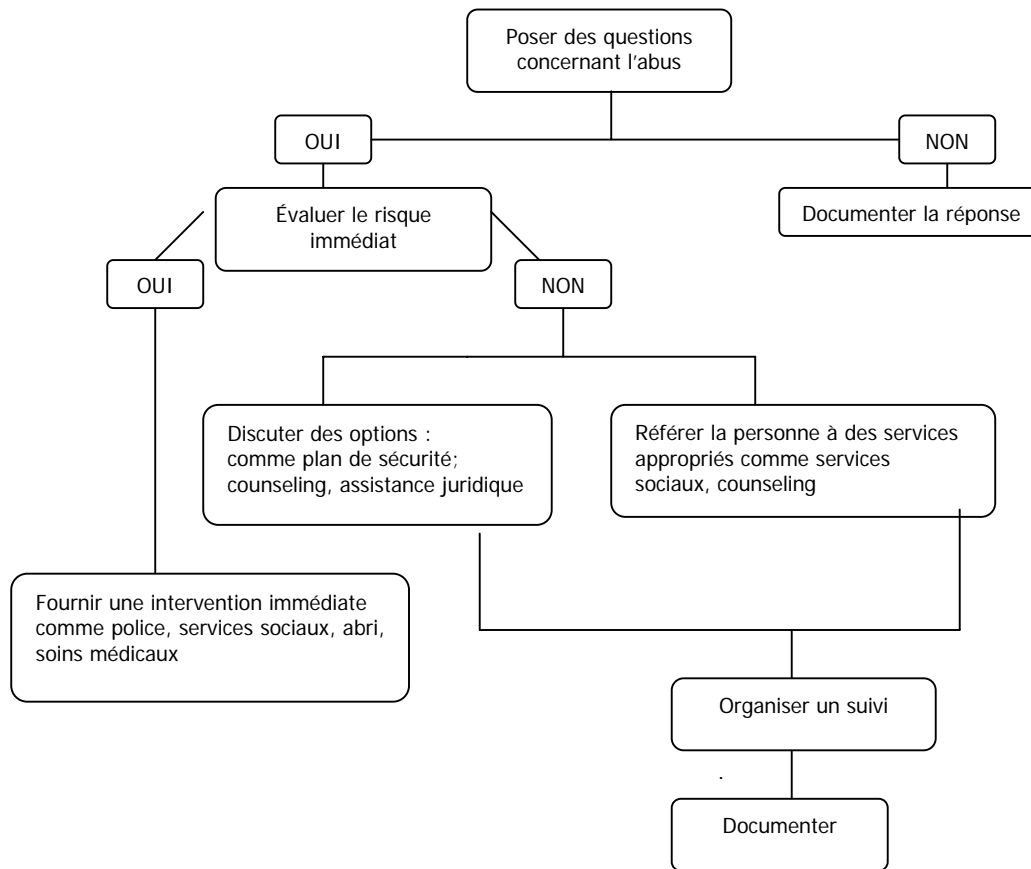 Poser des questions
concernant l'abus
OUI
NON
Évaluer le risque
immédiat
Documenter la réponse
OUI
NON
Discuter des options :
comme plan de sécurité;
counseling, assistance juridique
Référer la personne à des services
appropriés comme services
sociaux, counseling
Fournir une intervention immédiate
comme police, services sociaux, abri,
soins médicaux
Organiser un suivi
.
Documenter